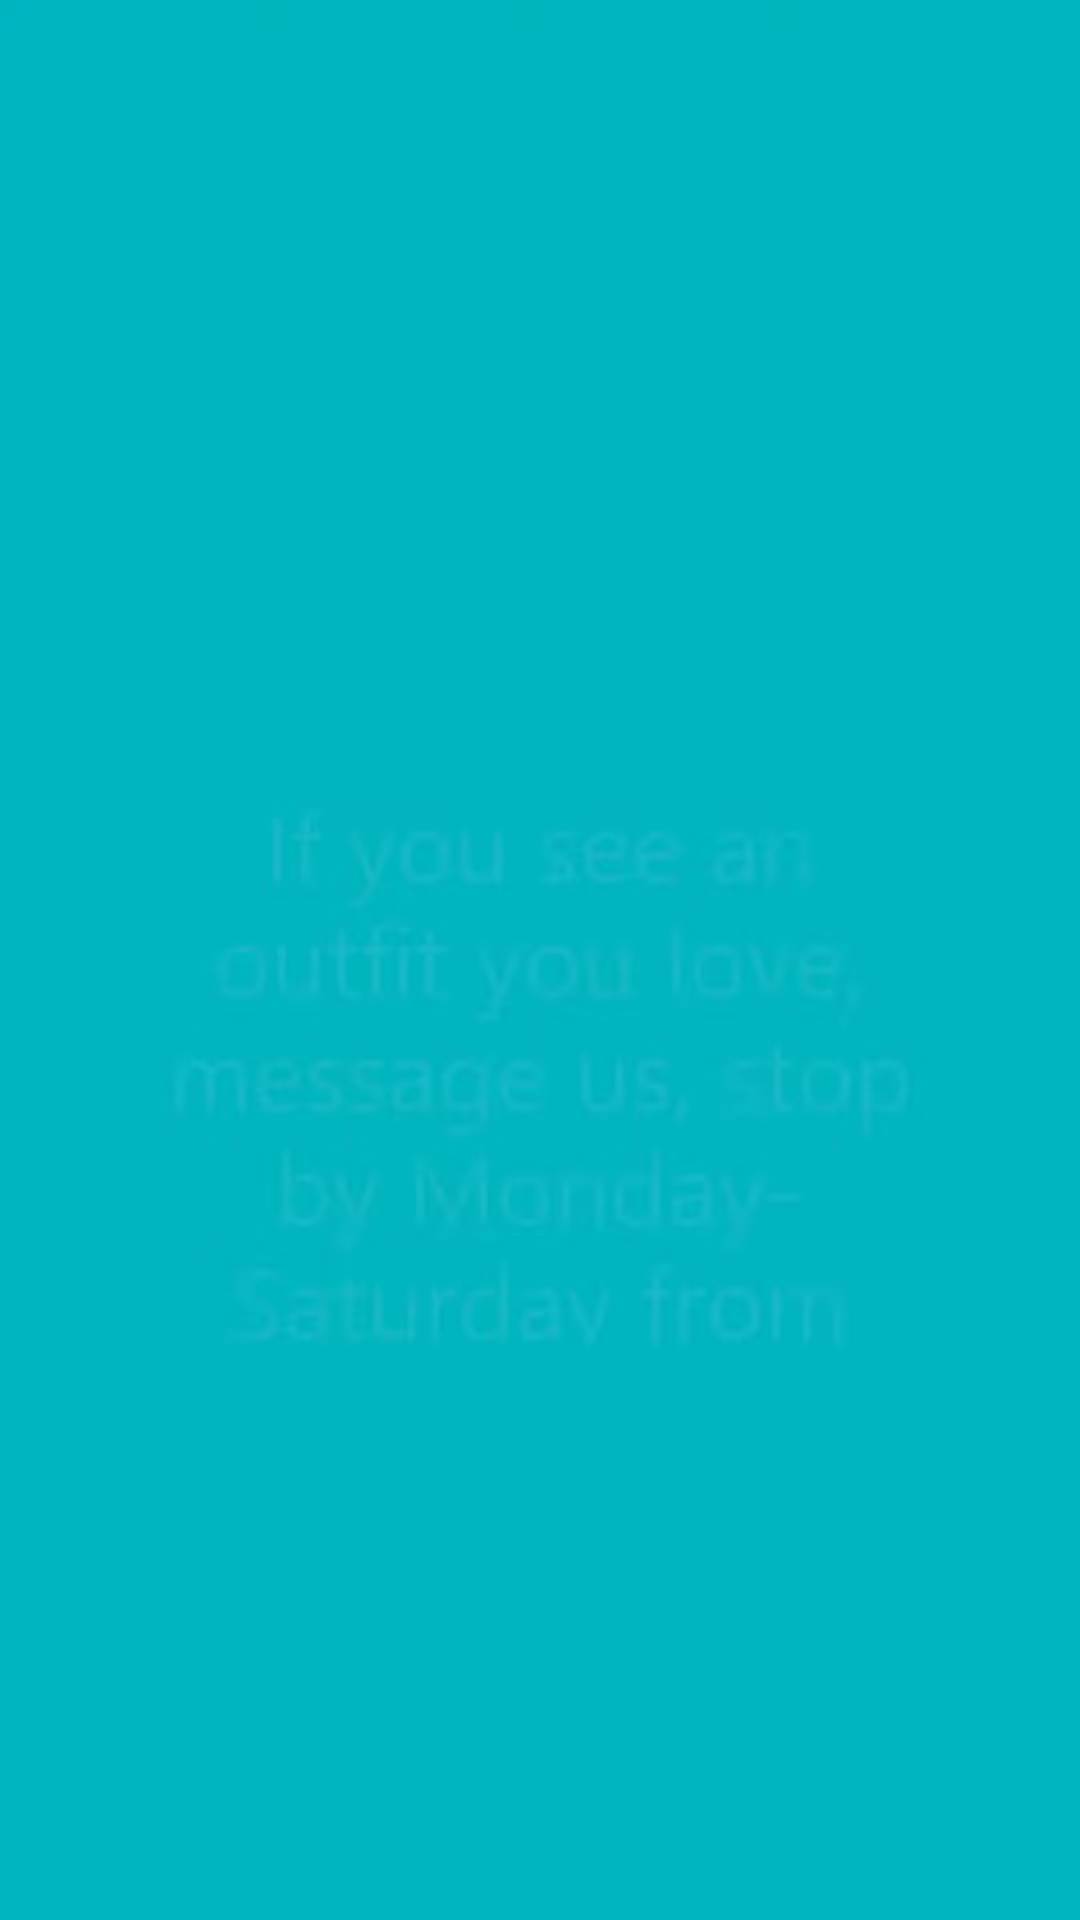 If you see an
outfit you love,
message us, stop
by Monday-
Saturday from